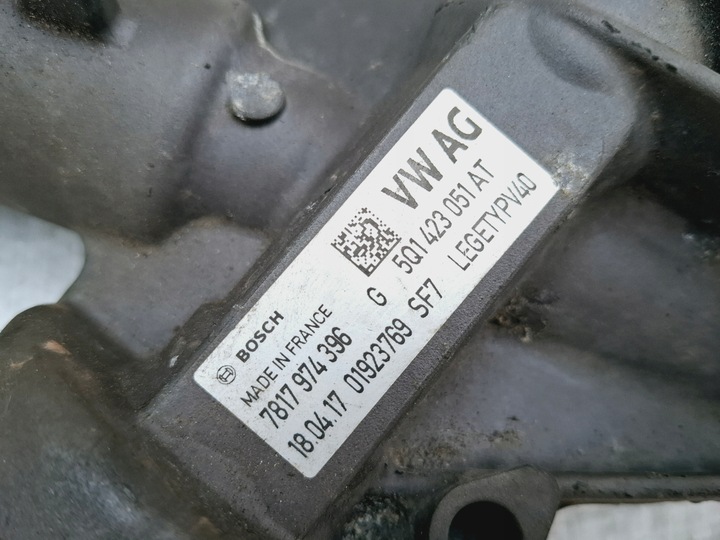 VW AG
BOSCH
MADE IN FRANCE G 5Q1 423 051 AT
7817 974 396
18.04.17 01923769 SF7 LEGETYPV40